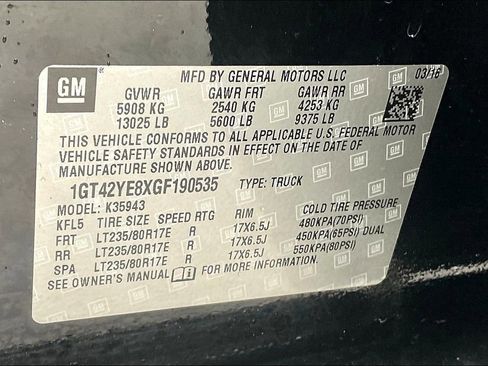 GM
MFD BY GENERAL MOTORS LLC
03/16
GVWR GAWR FRT GAWR RR
5908 KG 2540 KG 4253 KG
13025 LB 5600 LB 9375 LB
THIS VEHICLE CONFORMS TO ALL APPLICABLE U.S. FEDERAL MOTOR
VEHICLE SAFETY STANDARDS IN EFFECT ON THE DATE OF
MANUFACTURE SHOWN ABOVE.
1GT42YE8XGF190535 TYPE: TRUCK
MODEL: K35943
KFL5 TIRE SIZE SPEED RTG RIM COLD TIRE PRESSURE
FRT LT235/80R17E R 17X6.5J 480KPA(70PSI)
RR LT235/80R17E R 17X6.5J 450KPA(65PSI) DUAL
SPA LT235/80R17E R 17X6.5J 550KPA(80PSI)
SEE OWNER'S MANUAL FOR MORE INFORMATION